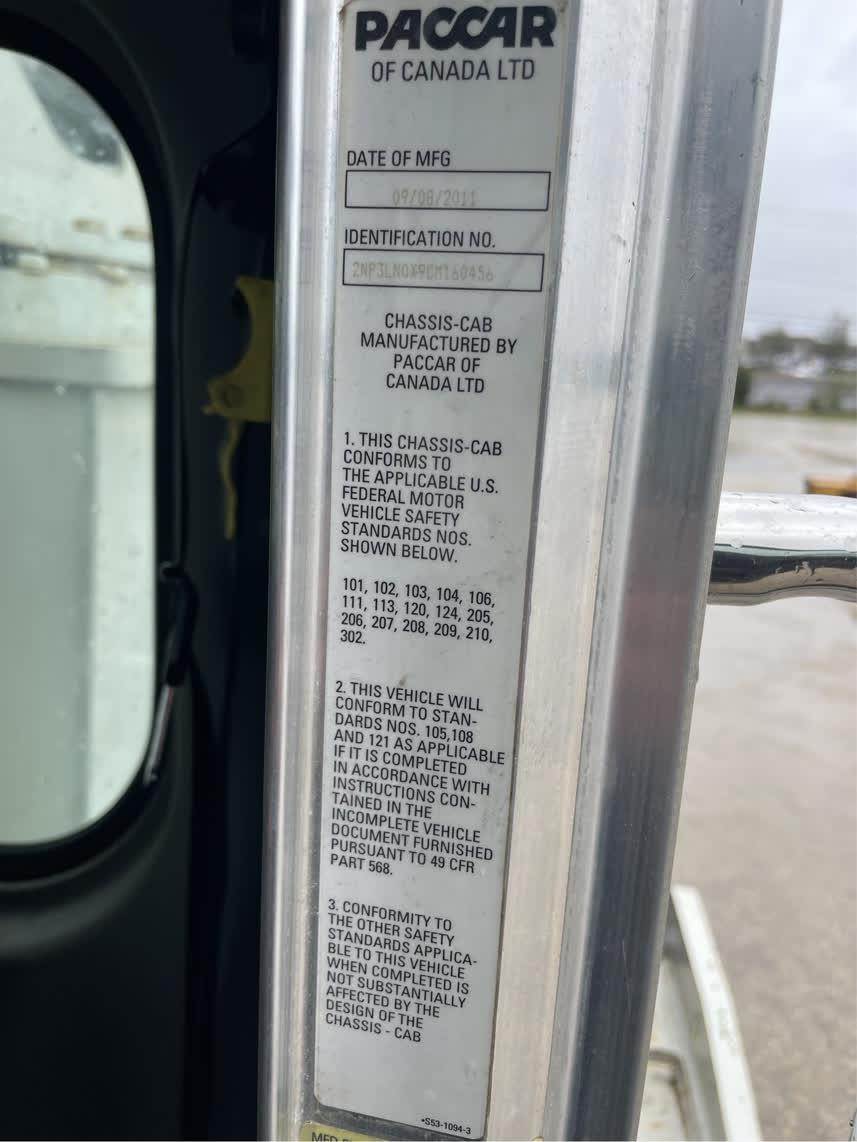 PACCAR
OF CANADA LTD
DATE OF MFG
09/08/2011
IDENTIFICATION NO.
2NP3LN0X9CM160456
CHASSIS-CAB
MANUFACTURED BY
PACCAR OF
CANADA LTD
1. THIS CHASSIS-CAB
CONFORMS TO
THE APPLICABLE U.S.
FEDERAL MOTOR
VEHICLE SAFETY
STANDARDS NOS.
SHOWN BELOW.
101, 102, 103, 104, 106,
111, 113, 120, 124, 205,
206, 207, 208, 209, 210,
302.
2. THIS VEHICLE WILL
CONFORM TO STAN-
DARDS NOS. 105,108
AND 121 AS APPLICABLE
IF IT IS COMPLETED
IN ACCORDANCE WITH
INSTRUCTIONS CON-
TAINED IN THE
INCOMPLETE VEHICLE
DOCUMENT FURNISHED
PURSUANT TO 49 CFR
PART 568.
3. CONFORMITY TO
THE OTHER SAFETY
STANDARDS APPLICA-
BLE TO THIS VEHICLE
WHEN COMPLETED IS
NOT SUBSTANTIALLY
AFFECTED BY THE
DESIGN OF THE
CHASSIS - CAB
•S53-1094-3